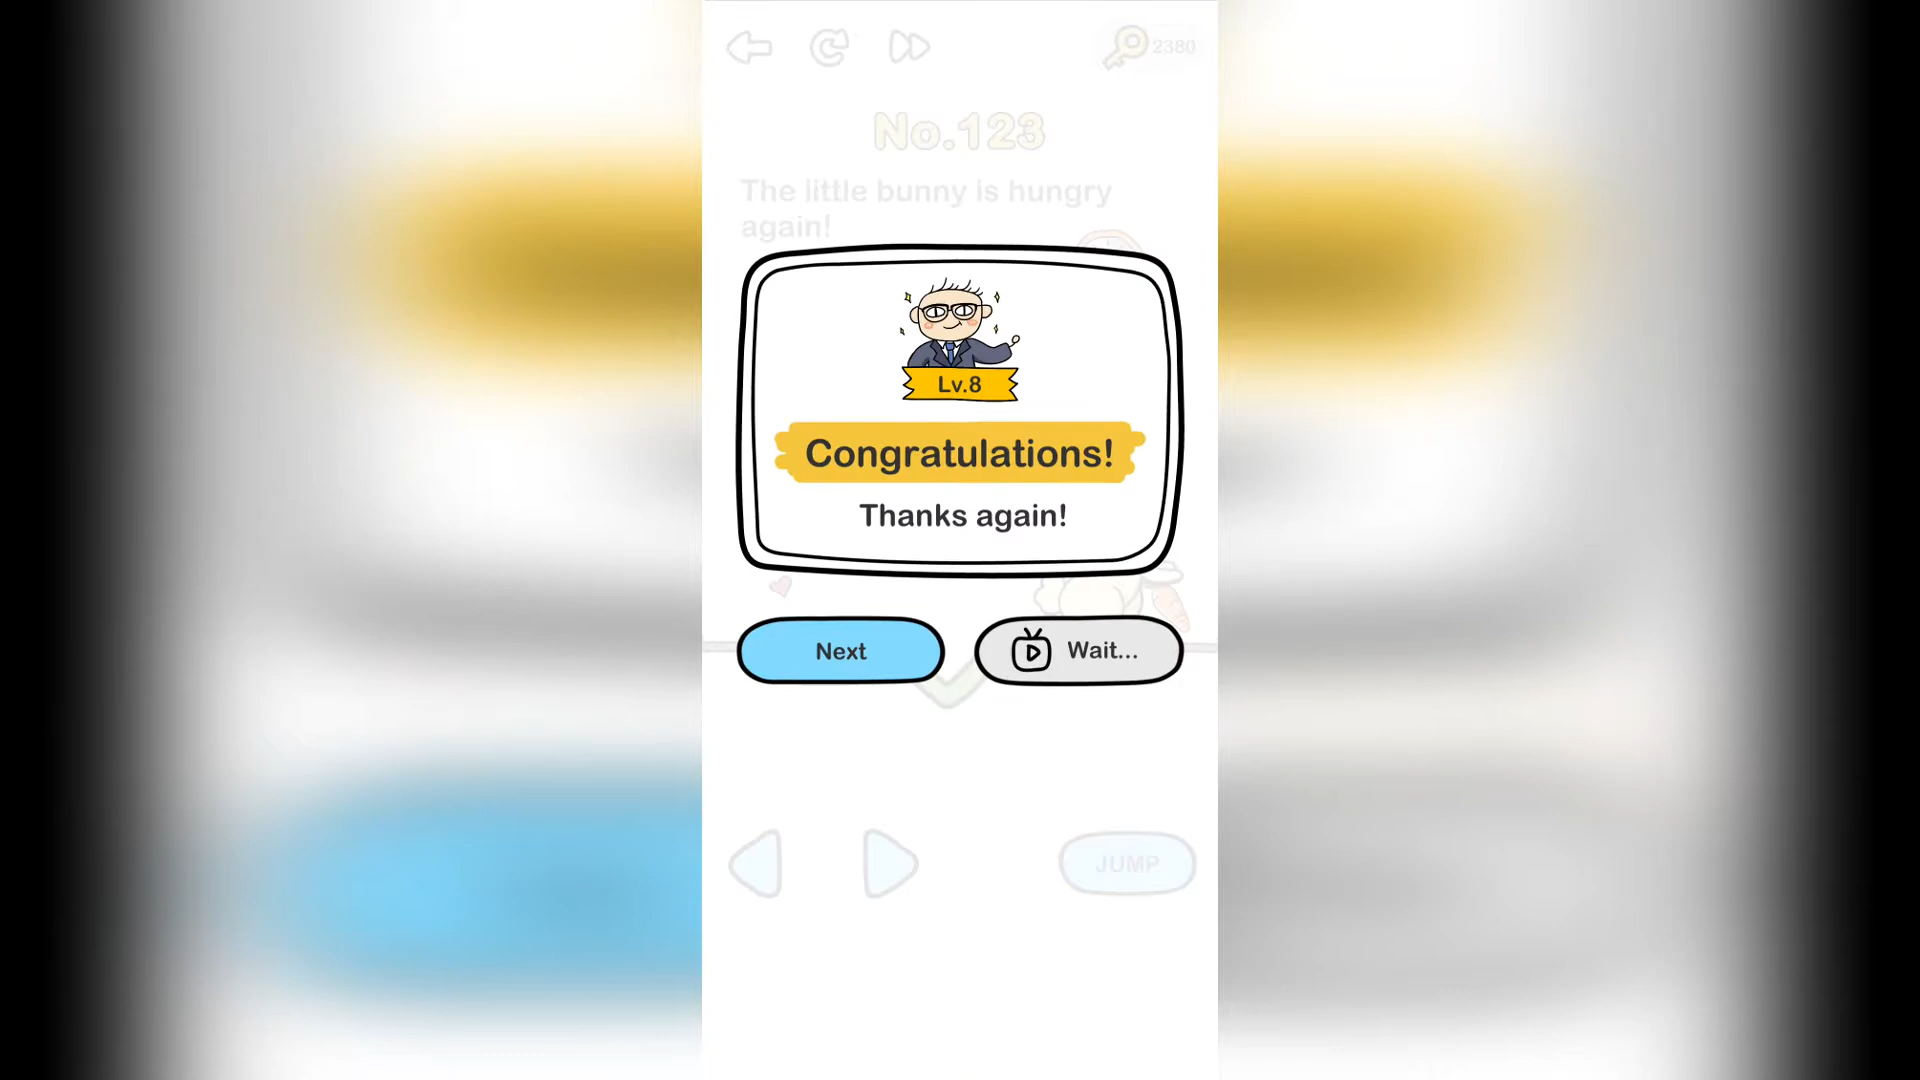 2380
No.123
The little bunny is hungry
again!
Lv.8
Congratulations!
Thanks again!
Next
Wait...
JUMP